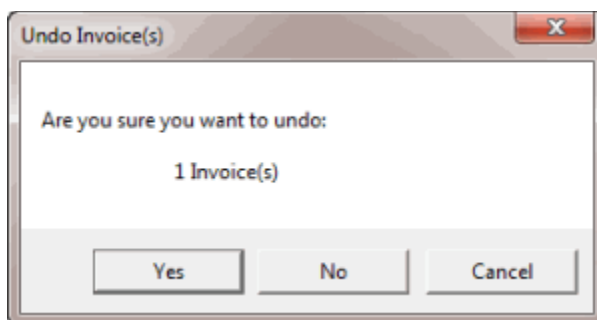 Undo Invoice(s)
Are you sure you want to undo:
1 Invoice(s)
Yes No Cancel